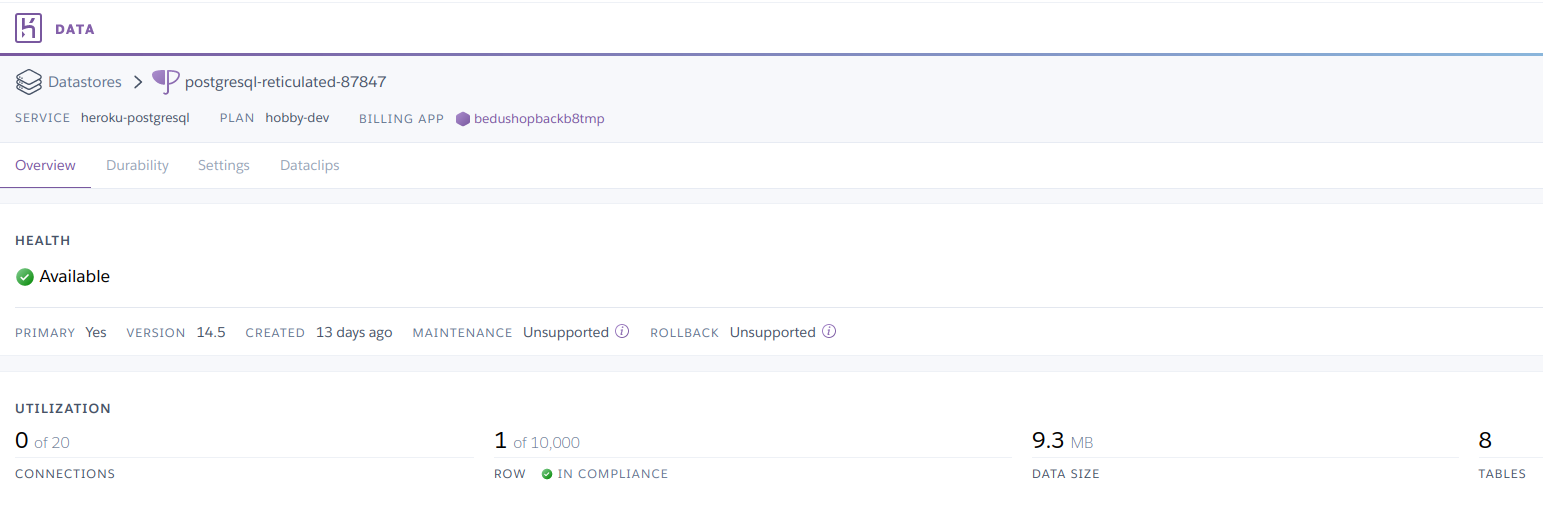 DATA
Datastores postgresql-reticulated-87847
SERVICE heroku-postgresql PLAN hobby-dev BILLING APP bedushopbackb8tmp
Overview Durability Settings Dataclips
HEALTH
Available
PRIMARY Yes VERSION 14.5 CREATED 13 days ago MAINTENANCE Unsupported ROLLBACK Unsupported
UTILIZATION
0 of 20 1 of 10,000 9.3 MB 8
CONNECTIONS ROW IN COMPLIANCE DATA SIZE TABLES